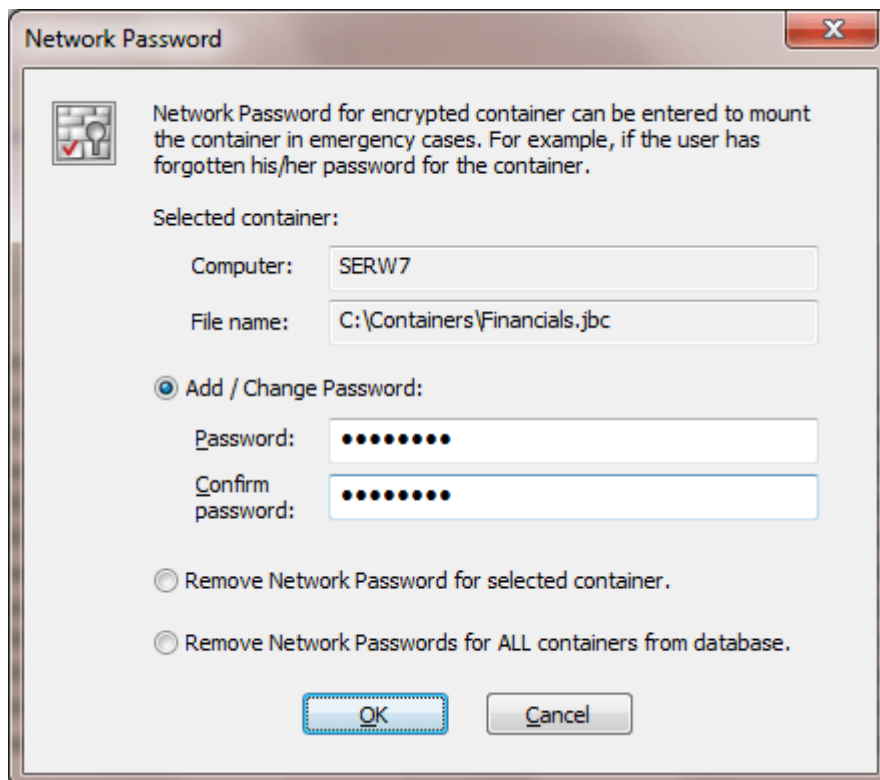 Network Password
Network Password for encrypted container can be entered to mount
the container in emergency cases. For example, if the user has
forgotten his/her password for the container.
Selected container:
Computer: SERW7
File name: C:\Containers\Financials.jbc
Add / Change Password:
Password: ●●●●●●●●
Confirm
password: ●●●●●●●●
Remove Network Password for selected container.
Remove Network Passwords for ALL containers from database.
OK Cancel